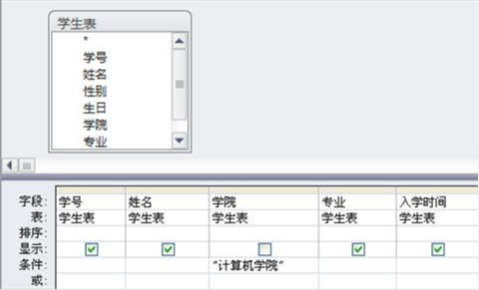 学生表
*
学号
姓名
性别
生日
学院
专业
字段: 学号 姓名 学院 专业 入学时间
表: 学生表 学生表 学生表 学生表 学生表
排序:
显示:
条件: "计算机学院"
或: